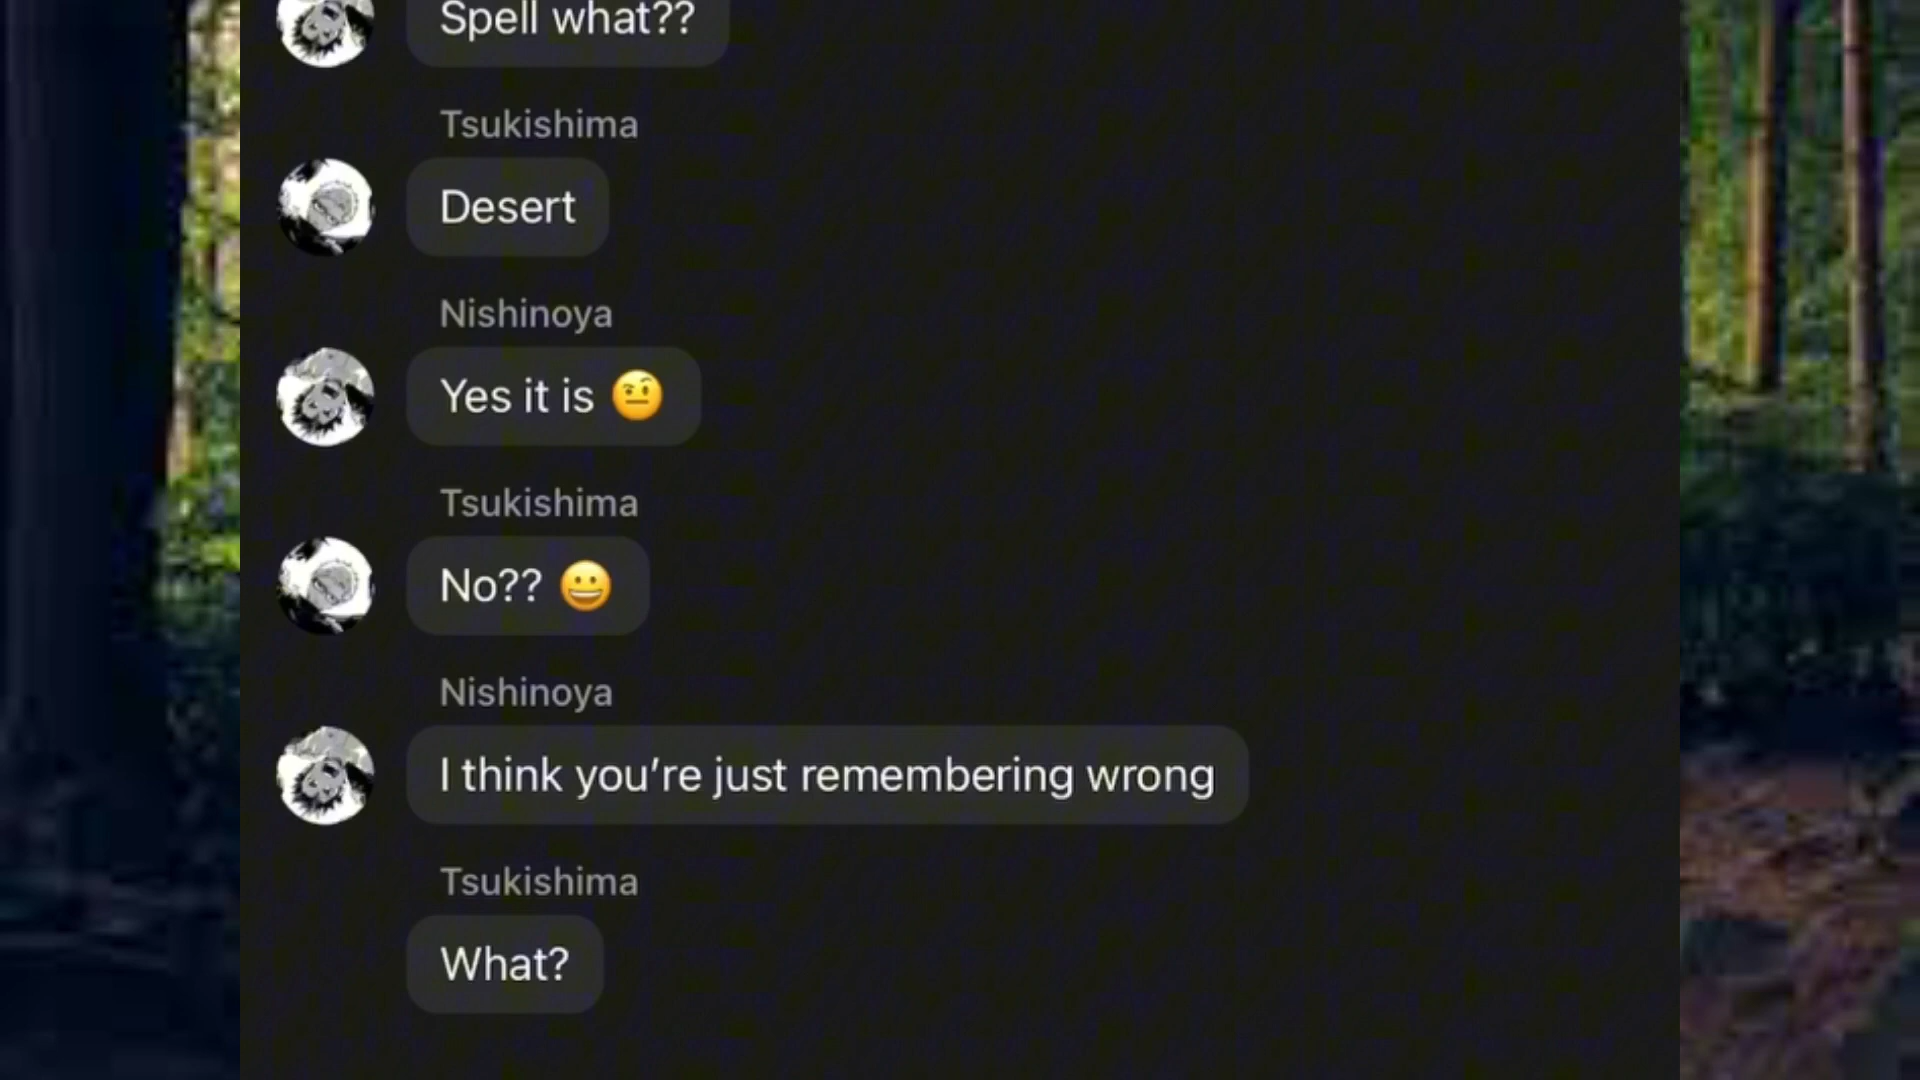 Spell what??
Tsukishima
Desert
Nishinoya
Yes it is 🤨
Tsukishima
No?? 😀
Nishinoya
I think you’re just remembering wrong
Tsukishima
What?